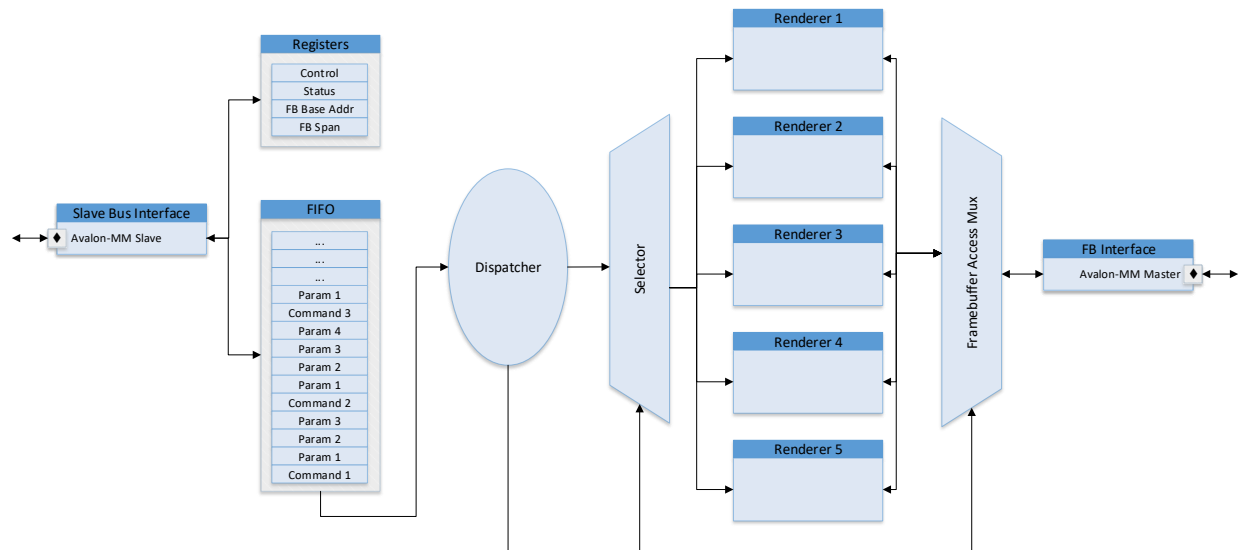 Registers
Control
Status
FB Base Addr
FB Span
Slave Bus Interface
Avalon-MM Slave
FIFO
...
...
...
Param 1
Command 3
Param 4
Param 3
Param 2
Param 1
Command 2
Param 3
Param 2
Param 1
Command 1
Dispatcher
Selector
Renderer 1
Renderer 2
Renderer 3
Renderer 4
Renderer 5
Framebuffer Access Mux
FB Interface
Avalon-MM Master